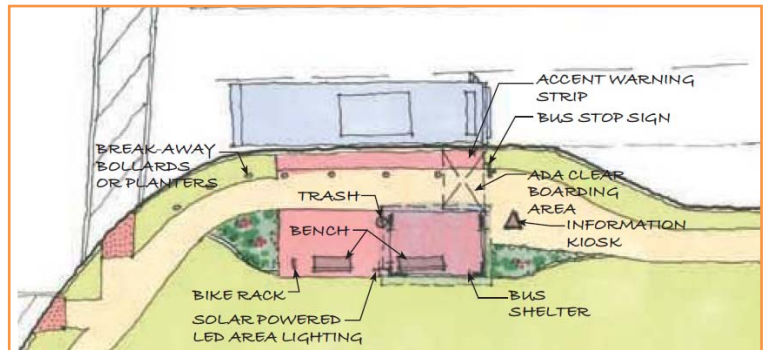 ACCENT WARNING
STRIP
BUS STOP SIGN
BREAK-AWAY
BOLLARDS
OR PLANTERS
TRASH
ADA CLEAR
BOARDING
AREA
BENCH
INFORMATION
KIOSK
BIKE RACK
BUS
SHELTER
SOLAR POWERED
LED AREA LIGHTING